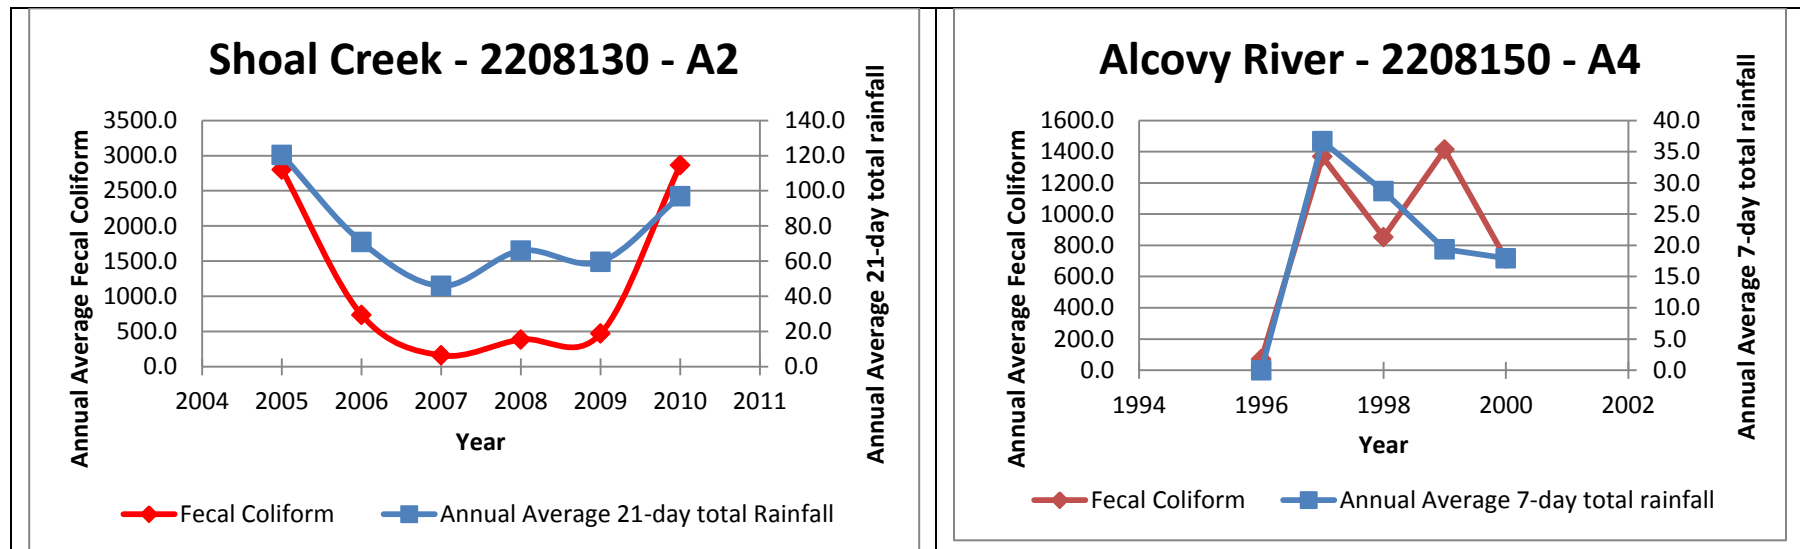 Shoal Creek - 2208130 - A2
Annual Average Fecal Coliform
3500.0
3000.0
2500.0
2000.0
1500.0
1000.0
500.0
0.0
140.0
120.0
100.0
80.0
60.0
40.0
20.0
0.0
Annual Average 21-day total rainfall
2004 2005 2006 2007 2008 2009 2010 2011
Year
Fecal Coliform Annual Average 21-day total Rainfall
Alcovy River - 2208150 - A4
Annual Average Fecal Coliform
1600.0
1400.0
1200.0
1000.0
800.0
600.0
400.0
200.0
0.0
40.0
35.0
30.0
25.0
20.0
15.0
10.0
5.0
0.0
Annual Average 7-day total rainfall
1994 1996 1998 2000 2002
Year
Fecal Coliform Annual Average 7-day total rainfall